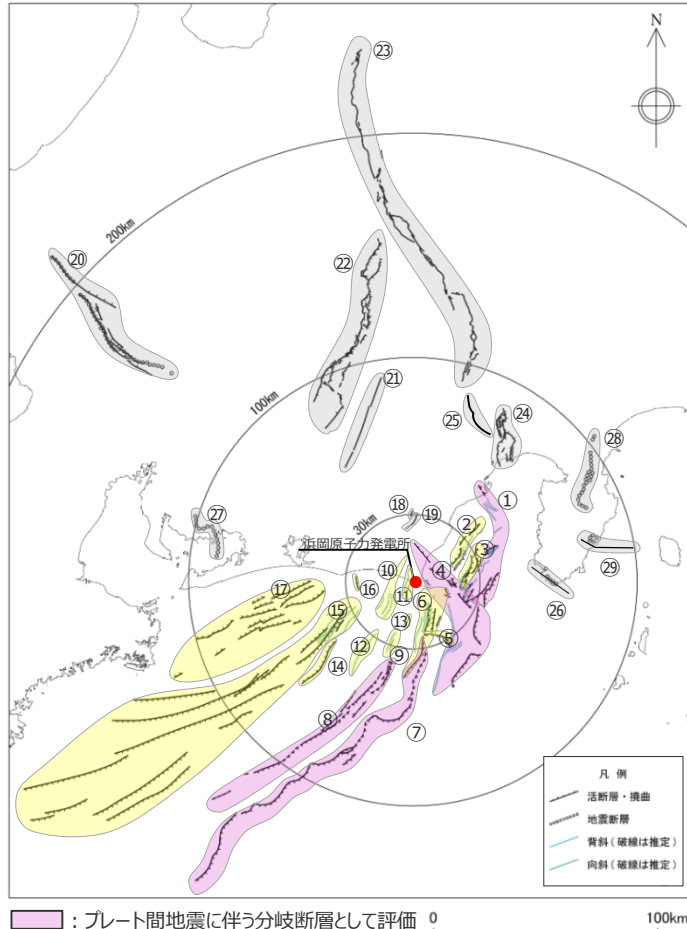 ㉓
N
200km
⑳
㉒
㉑
100km
㉕
㉔
㉘
①
⑱
㉗
30km
⑲
②
浜岡原子力発電所
③
㉙
⑩
④
⑯
⑪
⑰
⑥
㉖
⑮
⑬
⑤
⑫
⑨
⑭
⑧
⑦
凡 例
活断層・撓曲
地震断層
背斜(破線は推定)
向斜(破線は推定)
:プレート間地震に伴う分岐断層として評価
0 100km